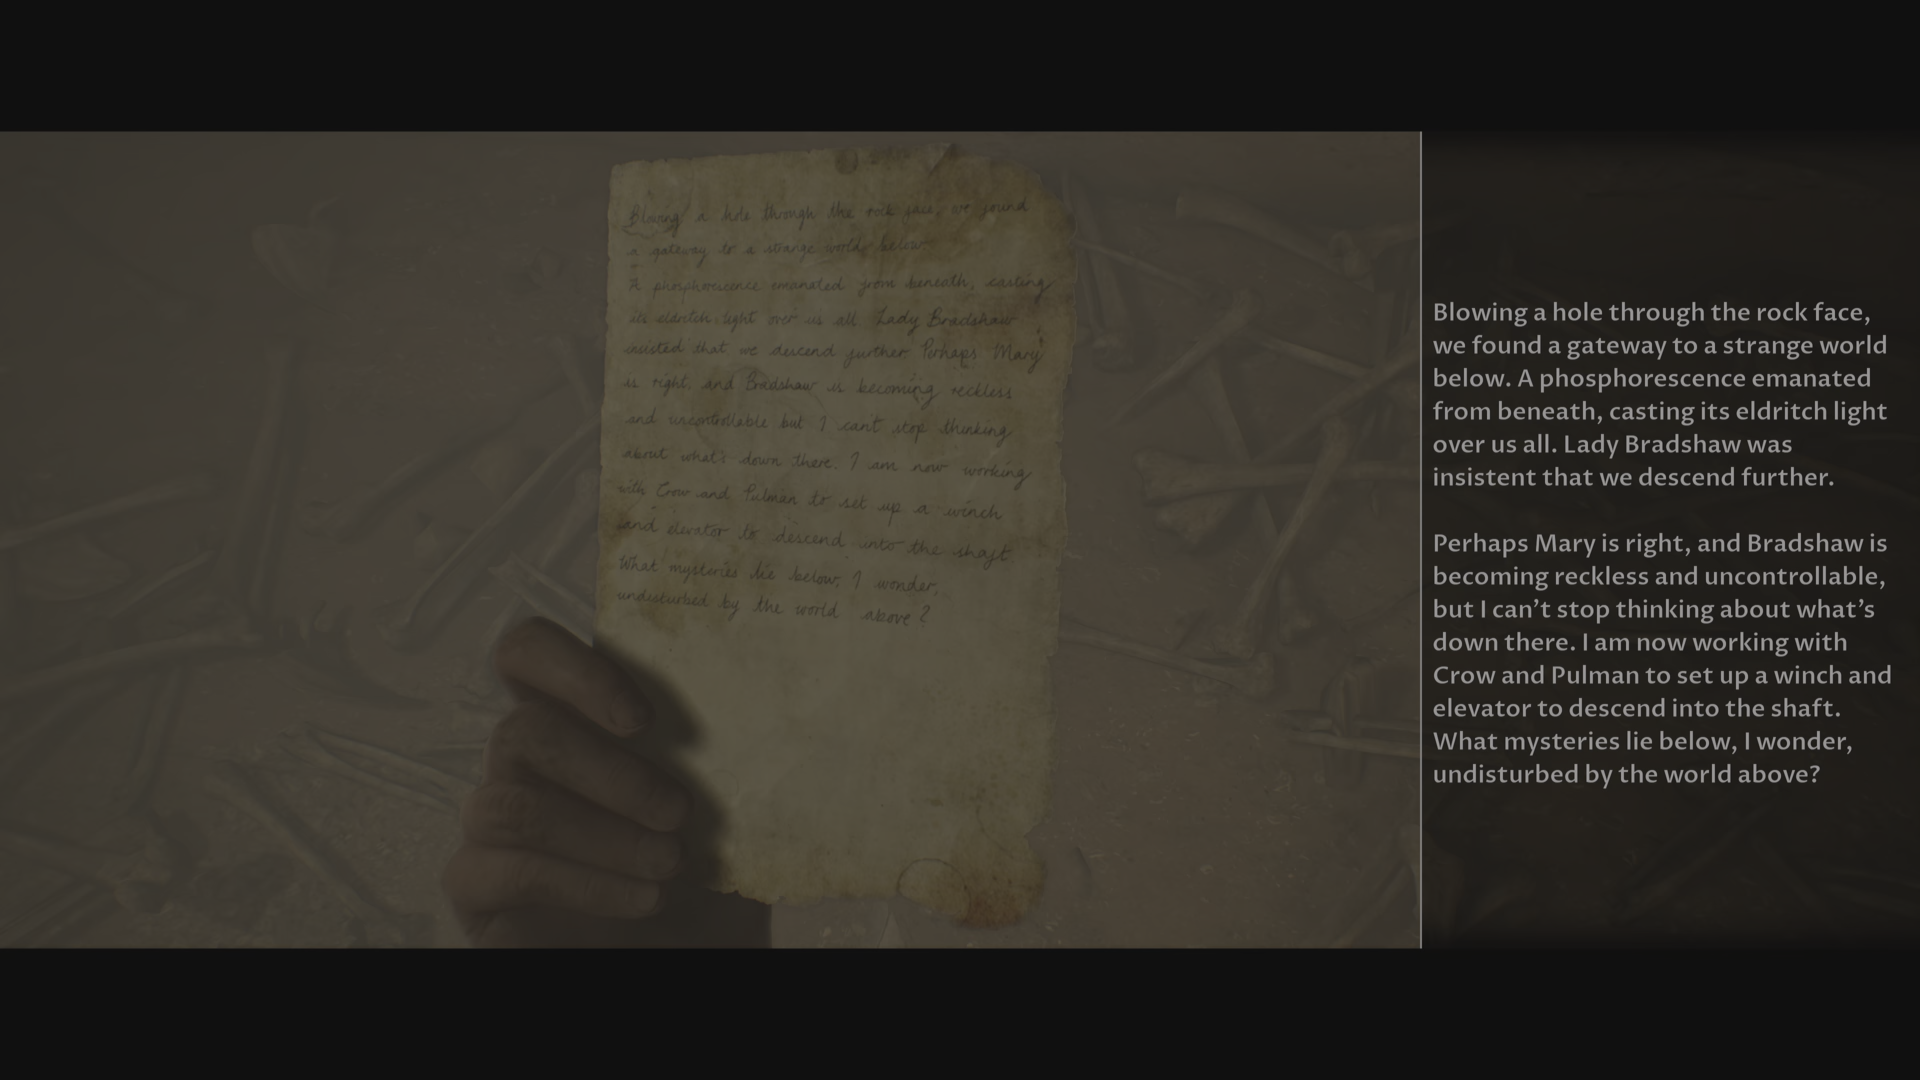 Blowing a hole through the rock face, we found
a gateway to a strange world below.
A phosphorescence emanated from beneath, casting
its eldritch light over us all. Lady Bradshaw
insisted that we descend further. Perhaps Mary
is right, and Bradshaw is becoming reckless
and uncontrollable but I can't stop thinking
about what's down there. I am now working
with Crow and Pulman to set up a winch
and elevator to descend into the shaft.
What mysteries lie below, I wonder,
undisturbed by the world above?
Blowing a hole through the rock face,
we found a gateway to a strange world
below. A phosphorescence emanated
from beneath, casting its eldritch light
over us all. Lady Bradshaw was
insistent that we descend further.
Perhaps Mary is right, and Bradshaw is
becoming reckless and uncontrollable,
but I can’t stop thinking about what’s
down there. I am now working with
Crow and Pulman to set up a winch and
elevator to descend into the shaft.
What mysteries lie below, I wonder,
undisturbed by the world above?